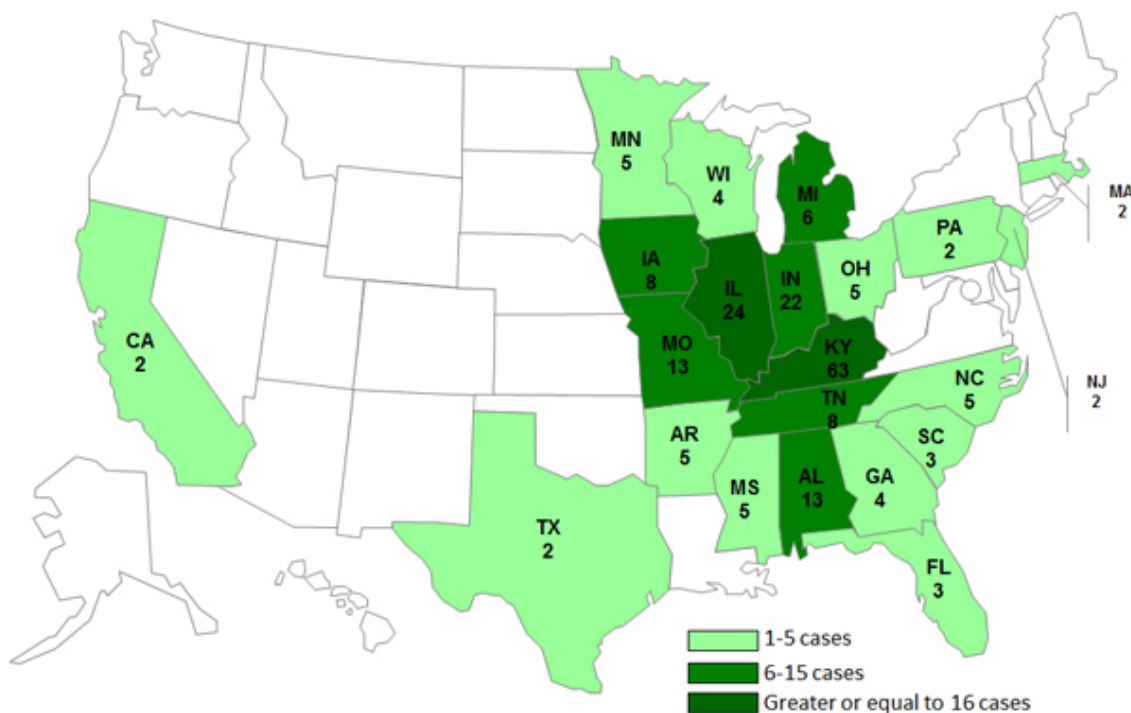 MN
5
WI
4
MI
6
MA
2
PA
2
IA
8
IL
24
IN
22
OH
5
CA
2
MO
13
KY
63
NJ
2
NC
5
TN
8
AR
5
SC
3
MS
5
AL
13
GA
4
TX
2
FL
3
1-5 cases
6-15 cases
Greater or equal to 16 cases